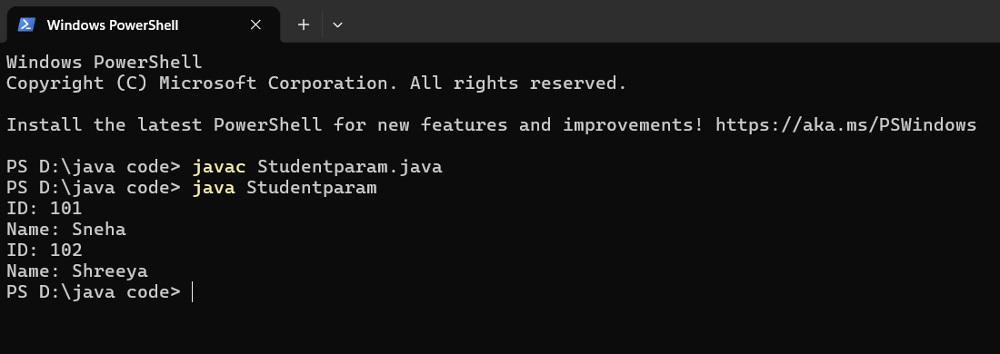 Windows PowerShell
Windows PowerShell
Copyright (C) Microsoft Corporation. All rights reserved.
Install the latest PowerShell for new features and improvements! https://aka.ms/PSWindows
PS D:\java code> javac Studentparam.java
PS D:\java code> java Studentparam
ID: 101
Name: Sneha
ID: 102
Name: Shreeya
PS D:\java code>